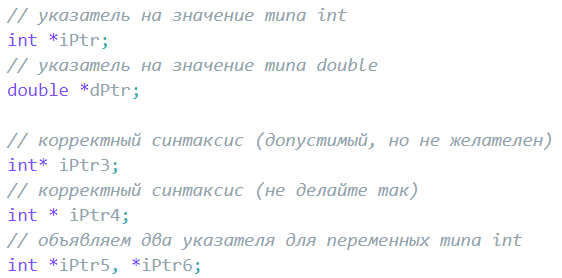 // указатель на значение типа int
int *iPtr;
// указатель на значение типа double
double *dPtr;
// корректный синтаксис (допустимый, но не желателен)
int* iPtr3;
// корректный синтаксис (не делайте так)
int * iPtr4;
// объявляем два указателя для переменных типа int
int *iPtr5, *iPtr6;